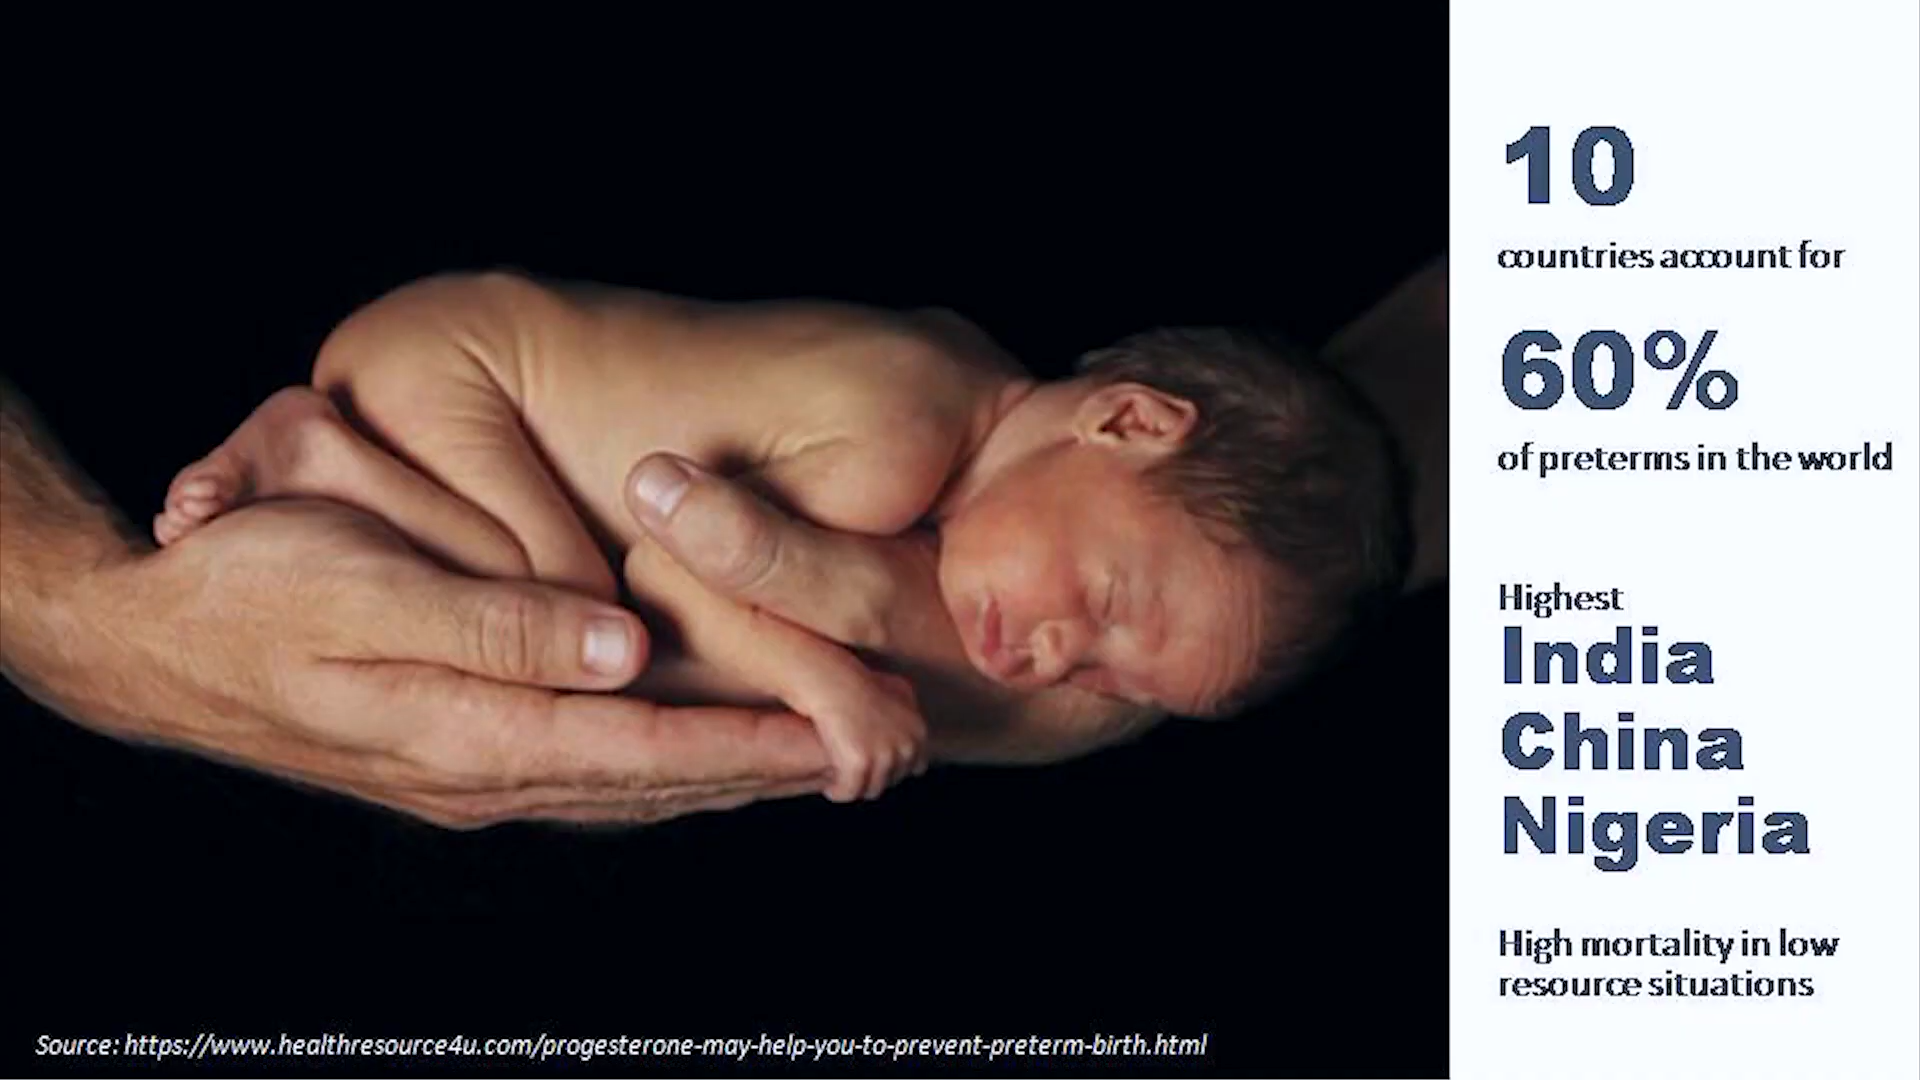 10
countries account for
60%
of preterms in the world
Highest
India
China
Nigeria
High mortality in low
resource situations
Source: https://www.healthresource4u.com/progesterone-may-help-you-to-prevent-preterm-birth.html